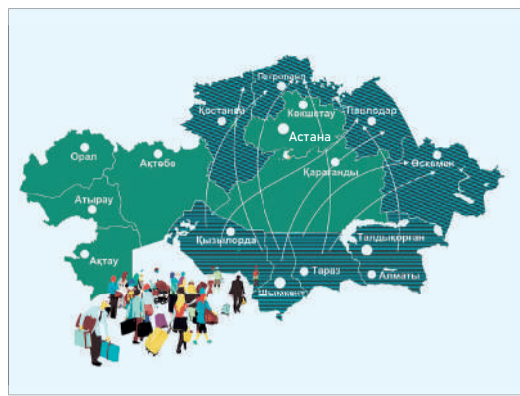 Петропавл
Қостанай
Көкшетау
Павлодар
Астана
Орал
Ақтөбе
Өскемен
Қарағанды
Атырау
Қызылорда
Талдықорған
Ақтау
Тараз
Алматы
Шымкент